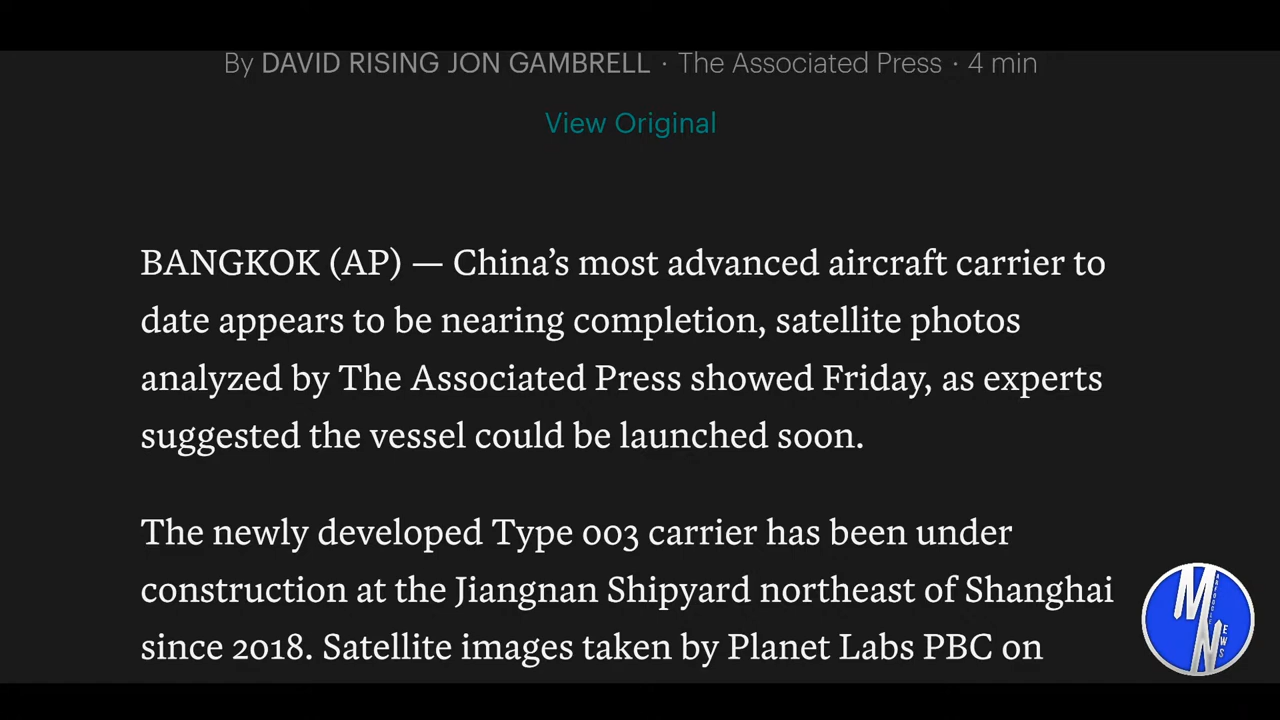 By DAVID RISING JON GAMBRELL · The Associated Press · 4 min
View Original
BANGKOK (AP) — China’s most advanced aircraft carrier to
date appears to be nearing completion, satellite photos
analyzed by The Associated Press showed Friday, as experts
suggested the vessel could be launched soon.
The newly developed Type 003 carrier has been under
construction at the Jiangnan Shipyard northeast of Shanghai
since 2018. Satellite images taken by Planet Labs PBC on
M
N
EWS